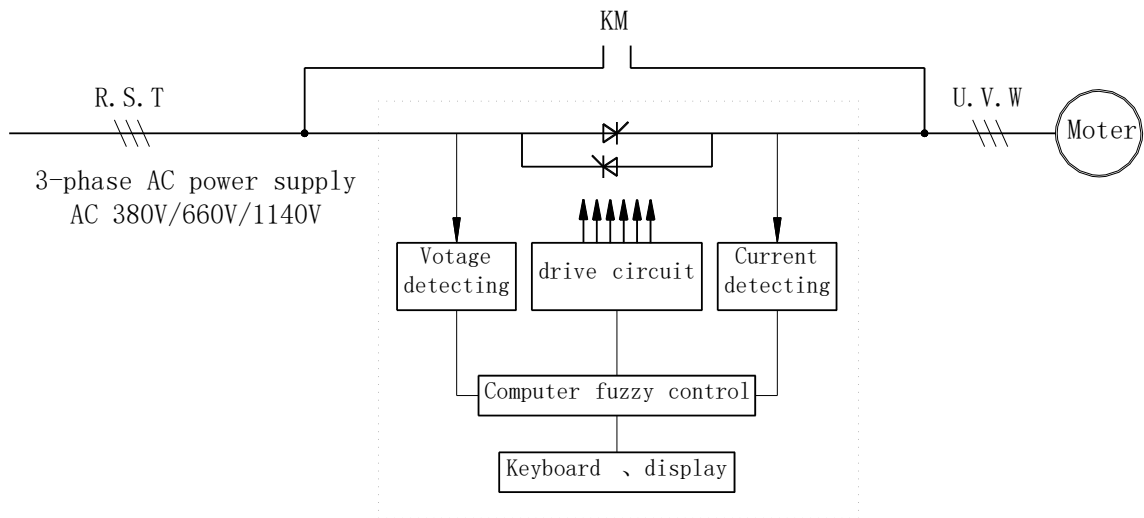 KM
R.S.T
U.V.W
Moter
3-phase AC power supply
AC 380V/660V/1140V
Votage
detecting
drive circuit
Current
detecting
Computer fuzzy control
Keyboard 、display